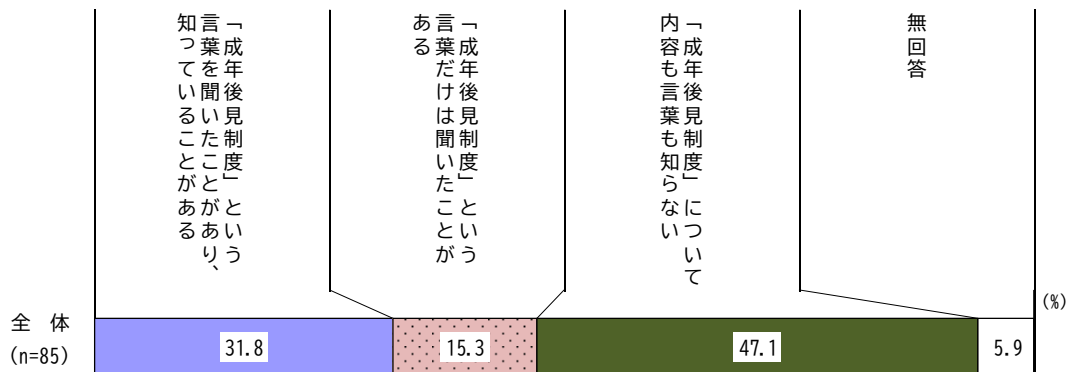 「成年後見制度」という
言葉を聞いたことがあり、
知っていることがある
「成年後見制度」という
言葉だけは聞いたことが
ある
「成年後見制度」について
内容も言葉も知らない
無回答
(%)
全 体
(n=85)
31.8
15.3
47.1
5.9